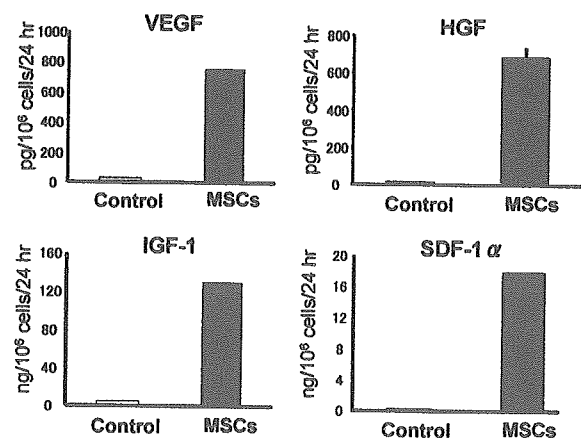 VEGF
pg/10⁶ cells/24 hr
1000
800
600
400
200
0
Control
MSCs
HGF
pg/10⁶ cells/24 hr
800
600
400
200
0
Control
MSCs
IGF-1
ng/10⁶ cells/24 hr
160
120
80
40
0
Control
MSCs
SDF-1 α
ng/10⁶ cells/24 hr
20
16
12
8
4
0
Control
MSCs